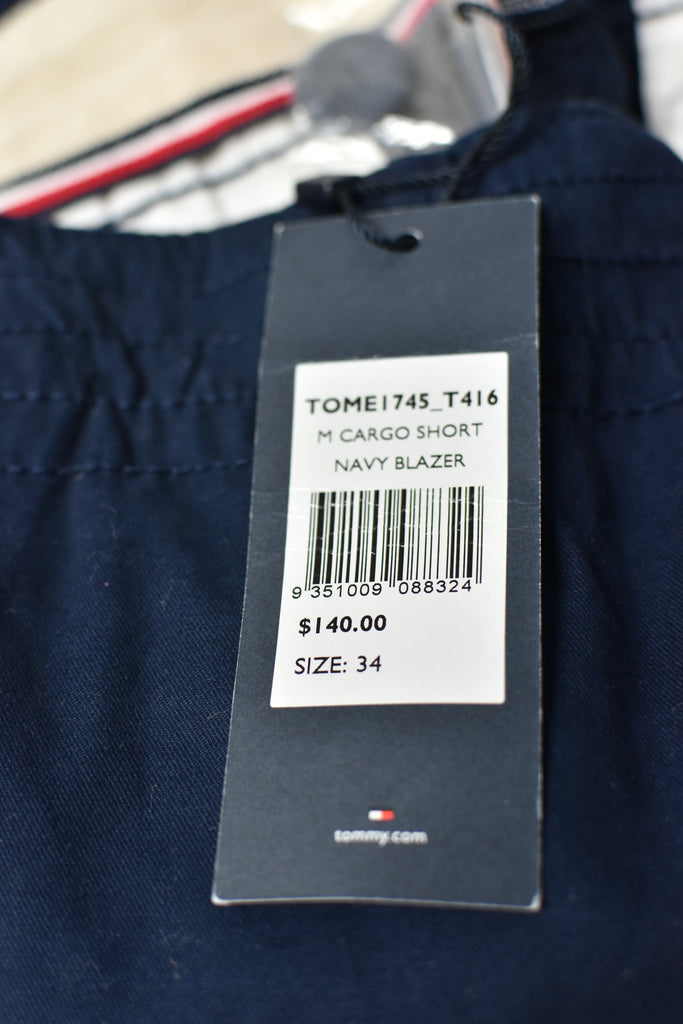 TOME1745_T416
M CARGO SHORT
NAVY BLAZER
9 351009 088324
$140.00
SIZE: 34
tommy.com